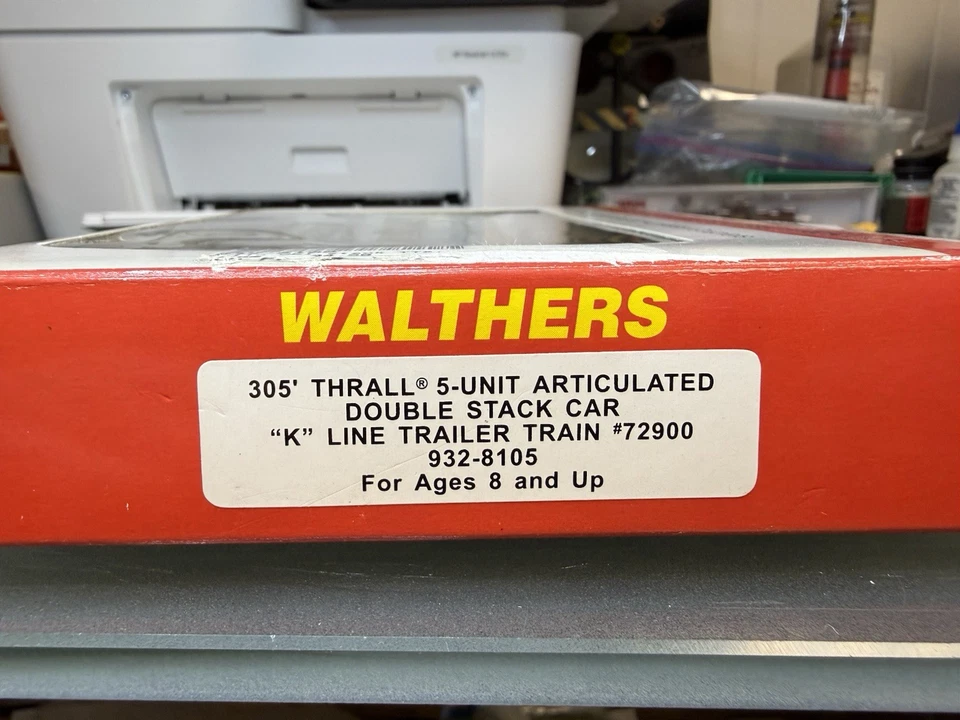 WALTHERS
305' THRALL® 5-UNIT ARTICULATED
DOUBLE STACK CAR
“K” LINE TRAILER TRAIN #72900
932-8105
For Ages 8 and Up